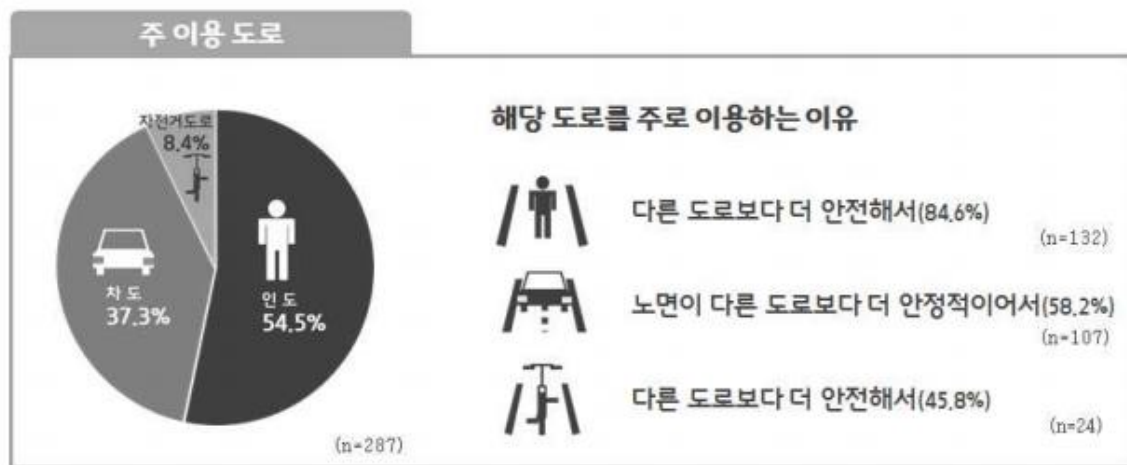 주 이용 도로
자전거도로
8.4%
차 도
37.3%
인 도
54.5%
(n=287)
해당 도로를 주로 이용하는 이유
다른 도로보다 더 안전해서(84.6%)
(n=132)
노면이 다른 도로보다 더 안정적이어서(58.2%)
(n=107)
다른 도로보다 더 안전해서(45.8%)
(n=24)